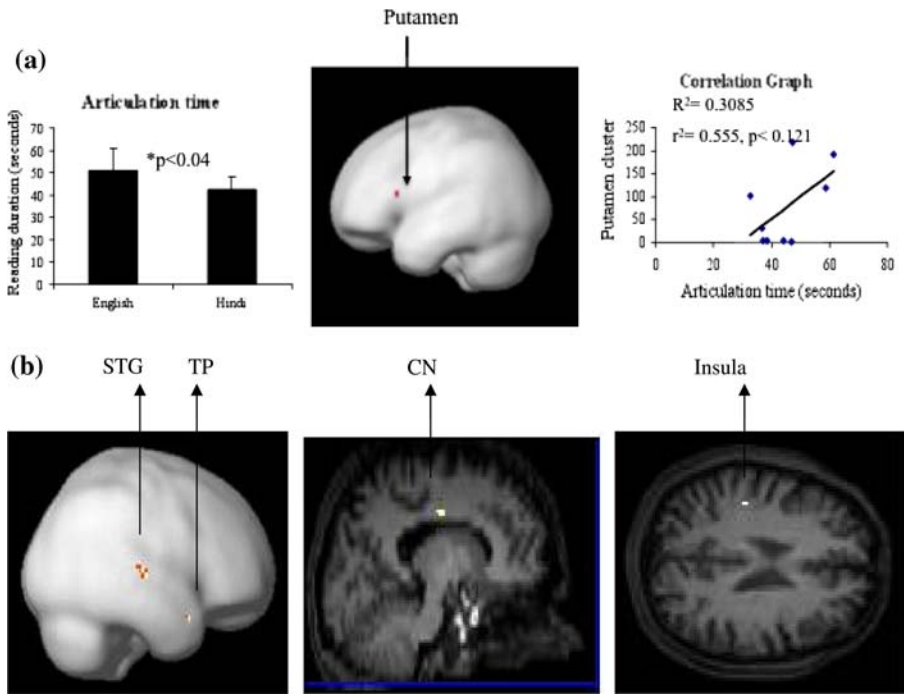 Putamen
(a)
Articulation time
Reading duration (seconds)
70
60
50
40
30
20
10
0
*p<0.04
English
Hindi
Correlation Graph
R²= 0.3085
r²= 0.555, p< 0.121
Putamen cluster
250
200
150
100
50
0
0 20 40 60 80
Articulation time (seconds)
(b)
STG TP CN Insula